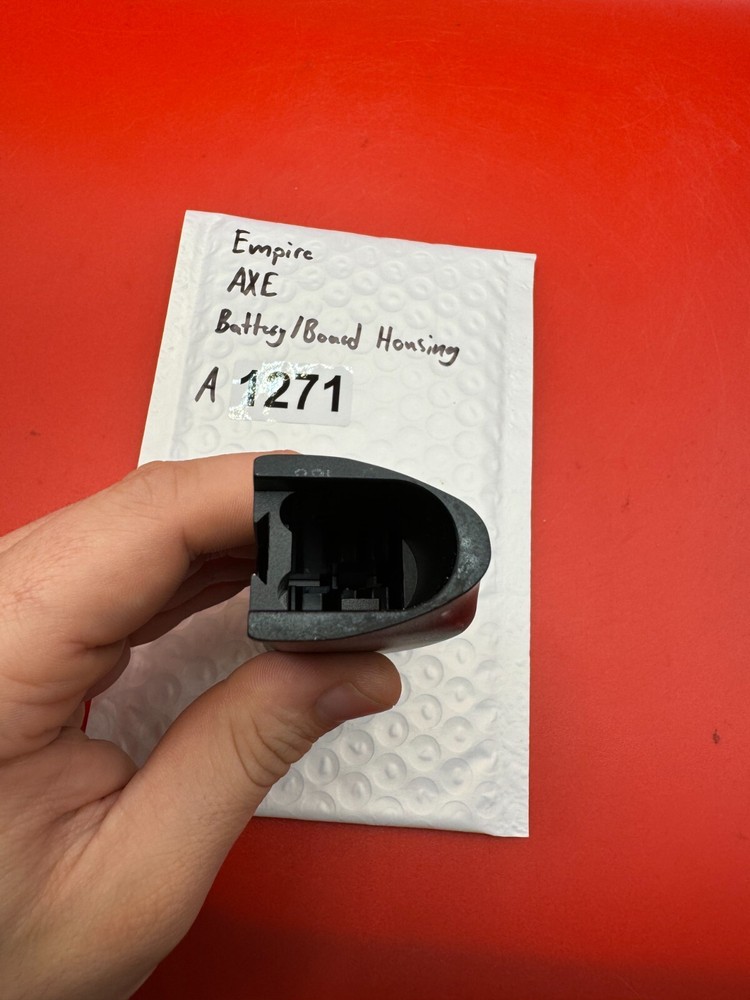 Empire
AXE
Battery/Board Housing
A 1271